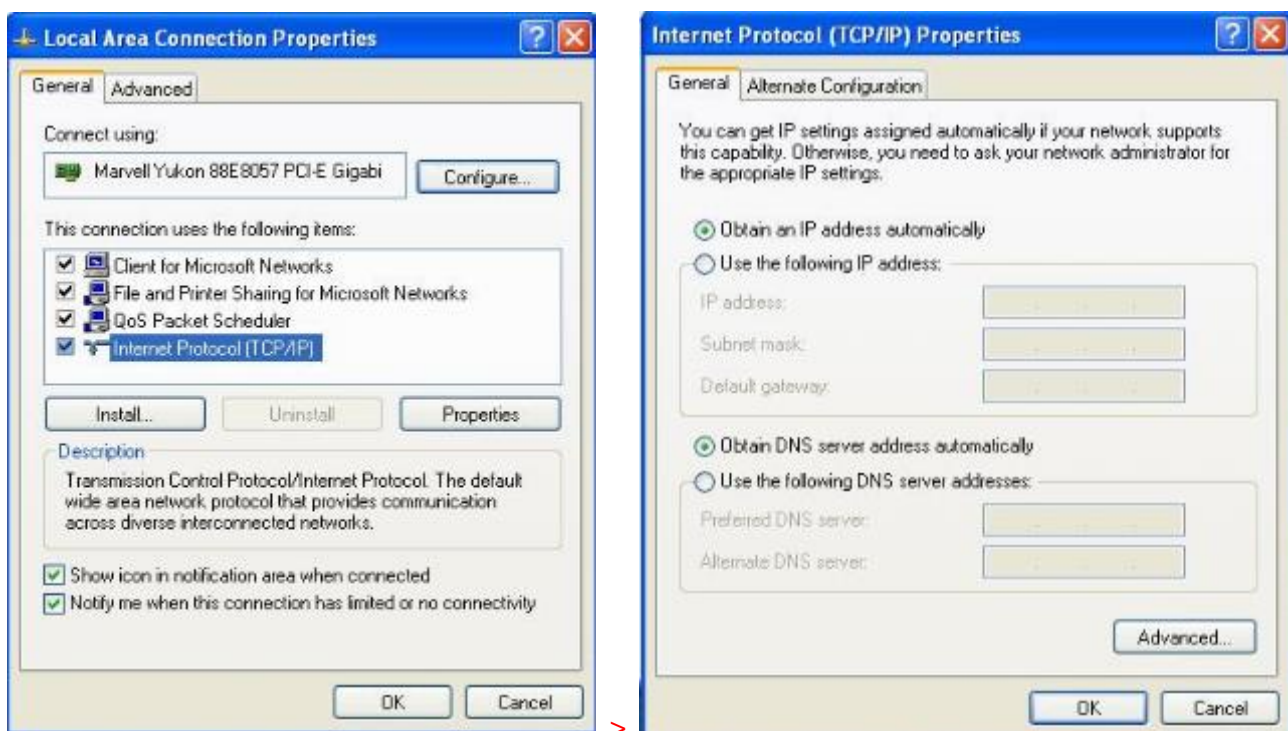 Local Area Connection Properties
General
Advanced
Connect using:
Marvell Yukon 88E8057 PCI-E Gigabi
Configure...
This connection uses the following items:
Client for Microsoft Networks
File and Printer Sharing for Microsoft Networks
QoS Packet Scheduler
Internet Protocol (TCP/IP)
Install...
Uninstall
Properties
Description
Transmission Control Protocol/Internet Protocol. The default
wide area network protocol that provides communication
across diverse interconnected networks.
Show icon in notification area when connected
Notify me when this connection has limited or no connectivity
OK
Cancel
>
Internet Protocol (TCP/IP) Properties
General
Alternate Configuration
You can get IP settings assigned automatically if your network supports
this capability. Otherwise, you need to ask your network administrator for
the appropriate IP settings.
Obtain an IP address automatically
Use the following IP address:
IP address:
Subnet mask:
Default gateway:
Obtain DNS server address automatically
Use the following DNS server addresses:
Preferred DNS server:
Alternate DNS server:
Advanced...
OK
Cancel